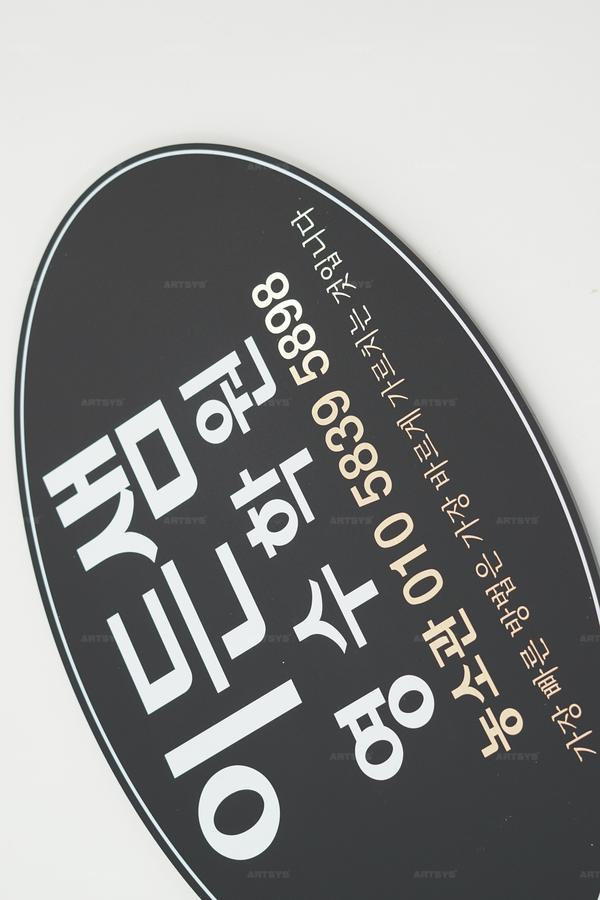 이든샘
영수학원
농소관 010 5839 5898
가장 빠른 방법은 가장 바르게 가르치는 것입니다
ARTSYS